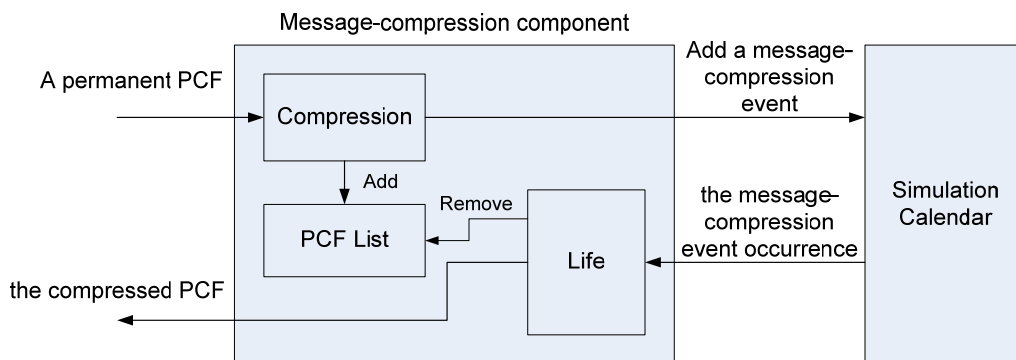 Message-compression component
A permanent PCF
Compression
Add a message-
compression
event
Add
PCF List
Remove
Life
the message-
compression
event occurrence
Simulation
Calendar
the compressed PCF